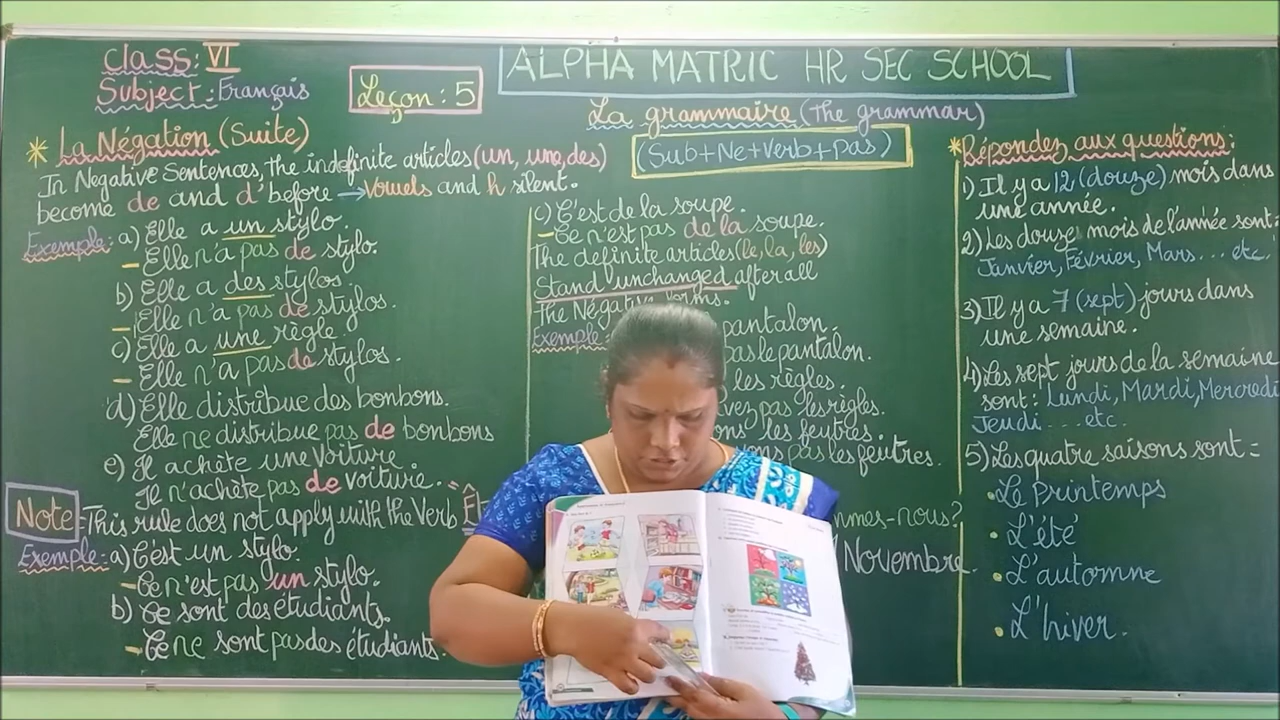 Class: VI
Subject: Français
Leçon: 5
ALPHA MATRIC HR SEC SCHOOL
La grammaire (The grammar)
* La Négation (Suite)
(Sub+Ne+Verb+pas)
In Negative Sentences, the indefinite articles (un, une, des)
become de and d' before → Vowels and h silent.
Exemple: a) Elle a un stylo.
- Elle n'a pas de stylo.
b) Elle a des stylos.
- Elle n'a pas de stylos.
c) Elle a une règle.
- Elle n'a pas de stylos.
d) Elle distribue des bonbons.
Elle ne distribue pas de bonbons
e) Il achète une voiture.
Il n'achète pas de voiture.
Note = This rule does not apply with the Verb "Ê
Exemple: a) C'est un stylo.
- Ce n'est pas un stylo.
b) Ce sont des étudiants.
- Ce ne sont pas des étudiants.
c) C'est de la soupe.
- Ce n'est pas de la soupe.
The definite articles (le, la, les)
Stand unchanged after all
The Négative forms.
Exemple
pantalon.
pas le pantalon.
les règles.
vez pas les règles.
ons les feutres.
ons pas les feutres.
mmes-nous?
Novembre.
* Répondez aux questions:
1) Il y a 12 (douze) mois dans
une année.
2) Les douze mois de l'année sont:
Janvier, Février, Mars... etc.
3) Il y a 7 (sept) jours dans
une semaine.
4) Les sept jours de la semaine
sont: Lundi, Mardi, Mercredi
Jeudi.... etc.
5) Les quatre saisons sont =
• Le printemps
• L'été
• L'automne
• L'hiver.